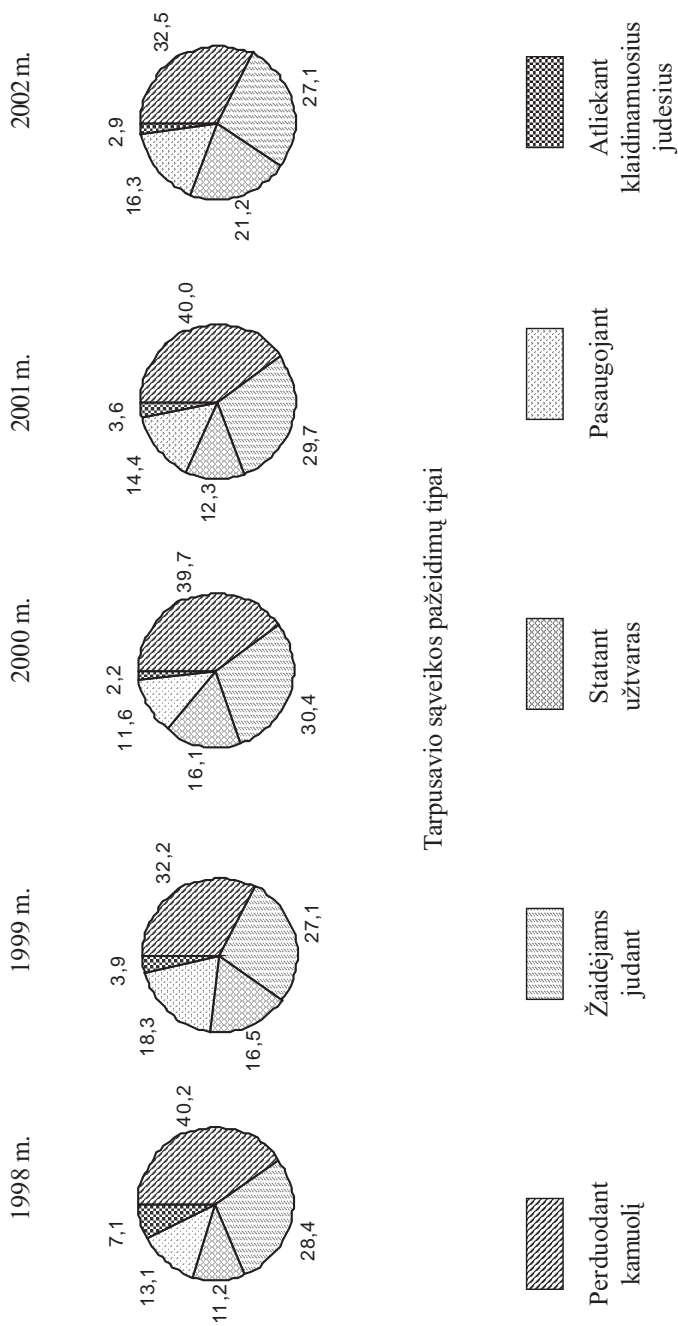 1998 m.
1999 m.
2000 m.
2001 m.
2002 m.
7,1
40,2
28,4
11,2
13,1
3,9
32,2
27,1
16,5
18,3
2,2
39,7
30,4
16,1
11,6
3,6
40,0
29,7
12,3
14,4
2,9
32,5
27,1
21,2
16,3
Tarpusavio sąveikos pažeidimų tipai
Perduodant
kamuolį
Žaidėjams
judant
Statant
užtvaras
Pasaugojant
Atliekant
klaidinamuosius
judesius